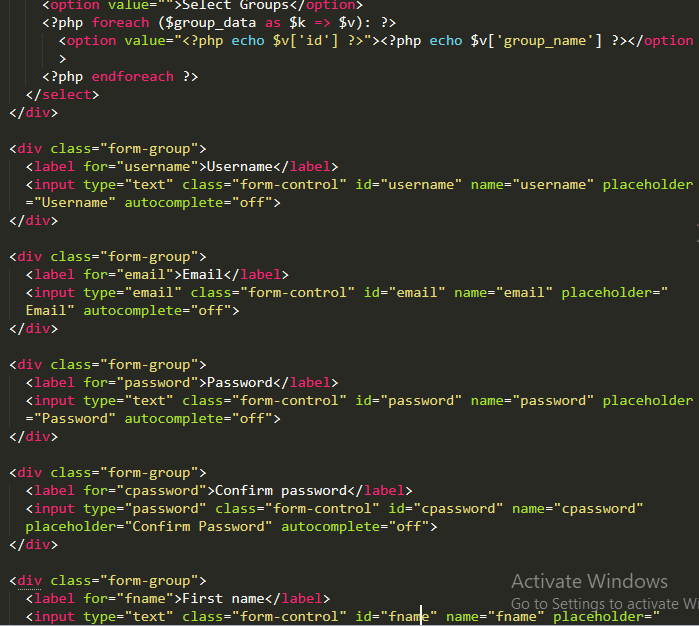 <option value="">Select Groups</option>
<?php foreach ($group_data as $k => $v): ?>
<option value="<?php echo $v['id'] ?>"><?php echo $v['group_name'] ?></option
>
<?php endforeach ?>
</select>
</div>
<div class="form-group">
<label for="username">Username</label>
<input type="text" class="form-control" id="username" name="username" placeholder
="Username" autocomplete="off">
</div>
<div class="form-group">
<label for="email">Email</label>
<input type="email" class="form-control" id="email" name="email" placeholder="
Email" autocomplete="off">
</div>
<div class="form-group">
<label for="password">Password</label>
<input type="text" class="form-control" id="password" name="password" placeholder
="Password" autocomplete="off">
</div>
<div class="form-group">
<label for="cpassword">Confirm password</label>
<input type="password" class="form-control" id="cpassword" name="cpassword"
placeholder="Confirm Password" autocomplete="off">
</div>
<div class="form-group">
<label for="fname">First name</label>
<input type="text" class="form-control" id="fname" name="fname" placeholder="
Activate Windows
Go to Settings to activate Wi